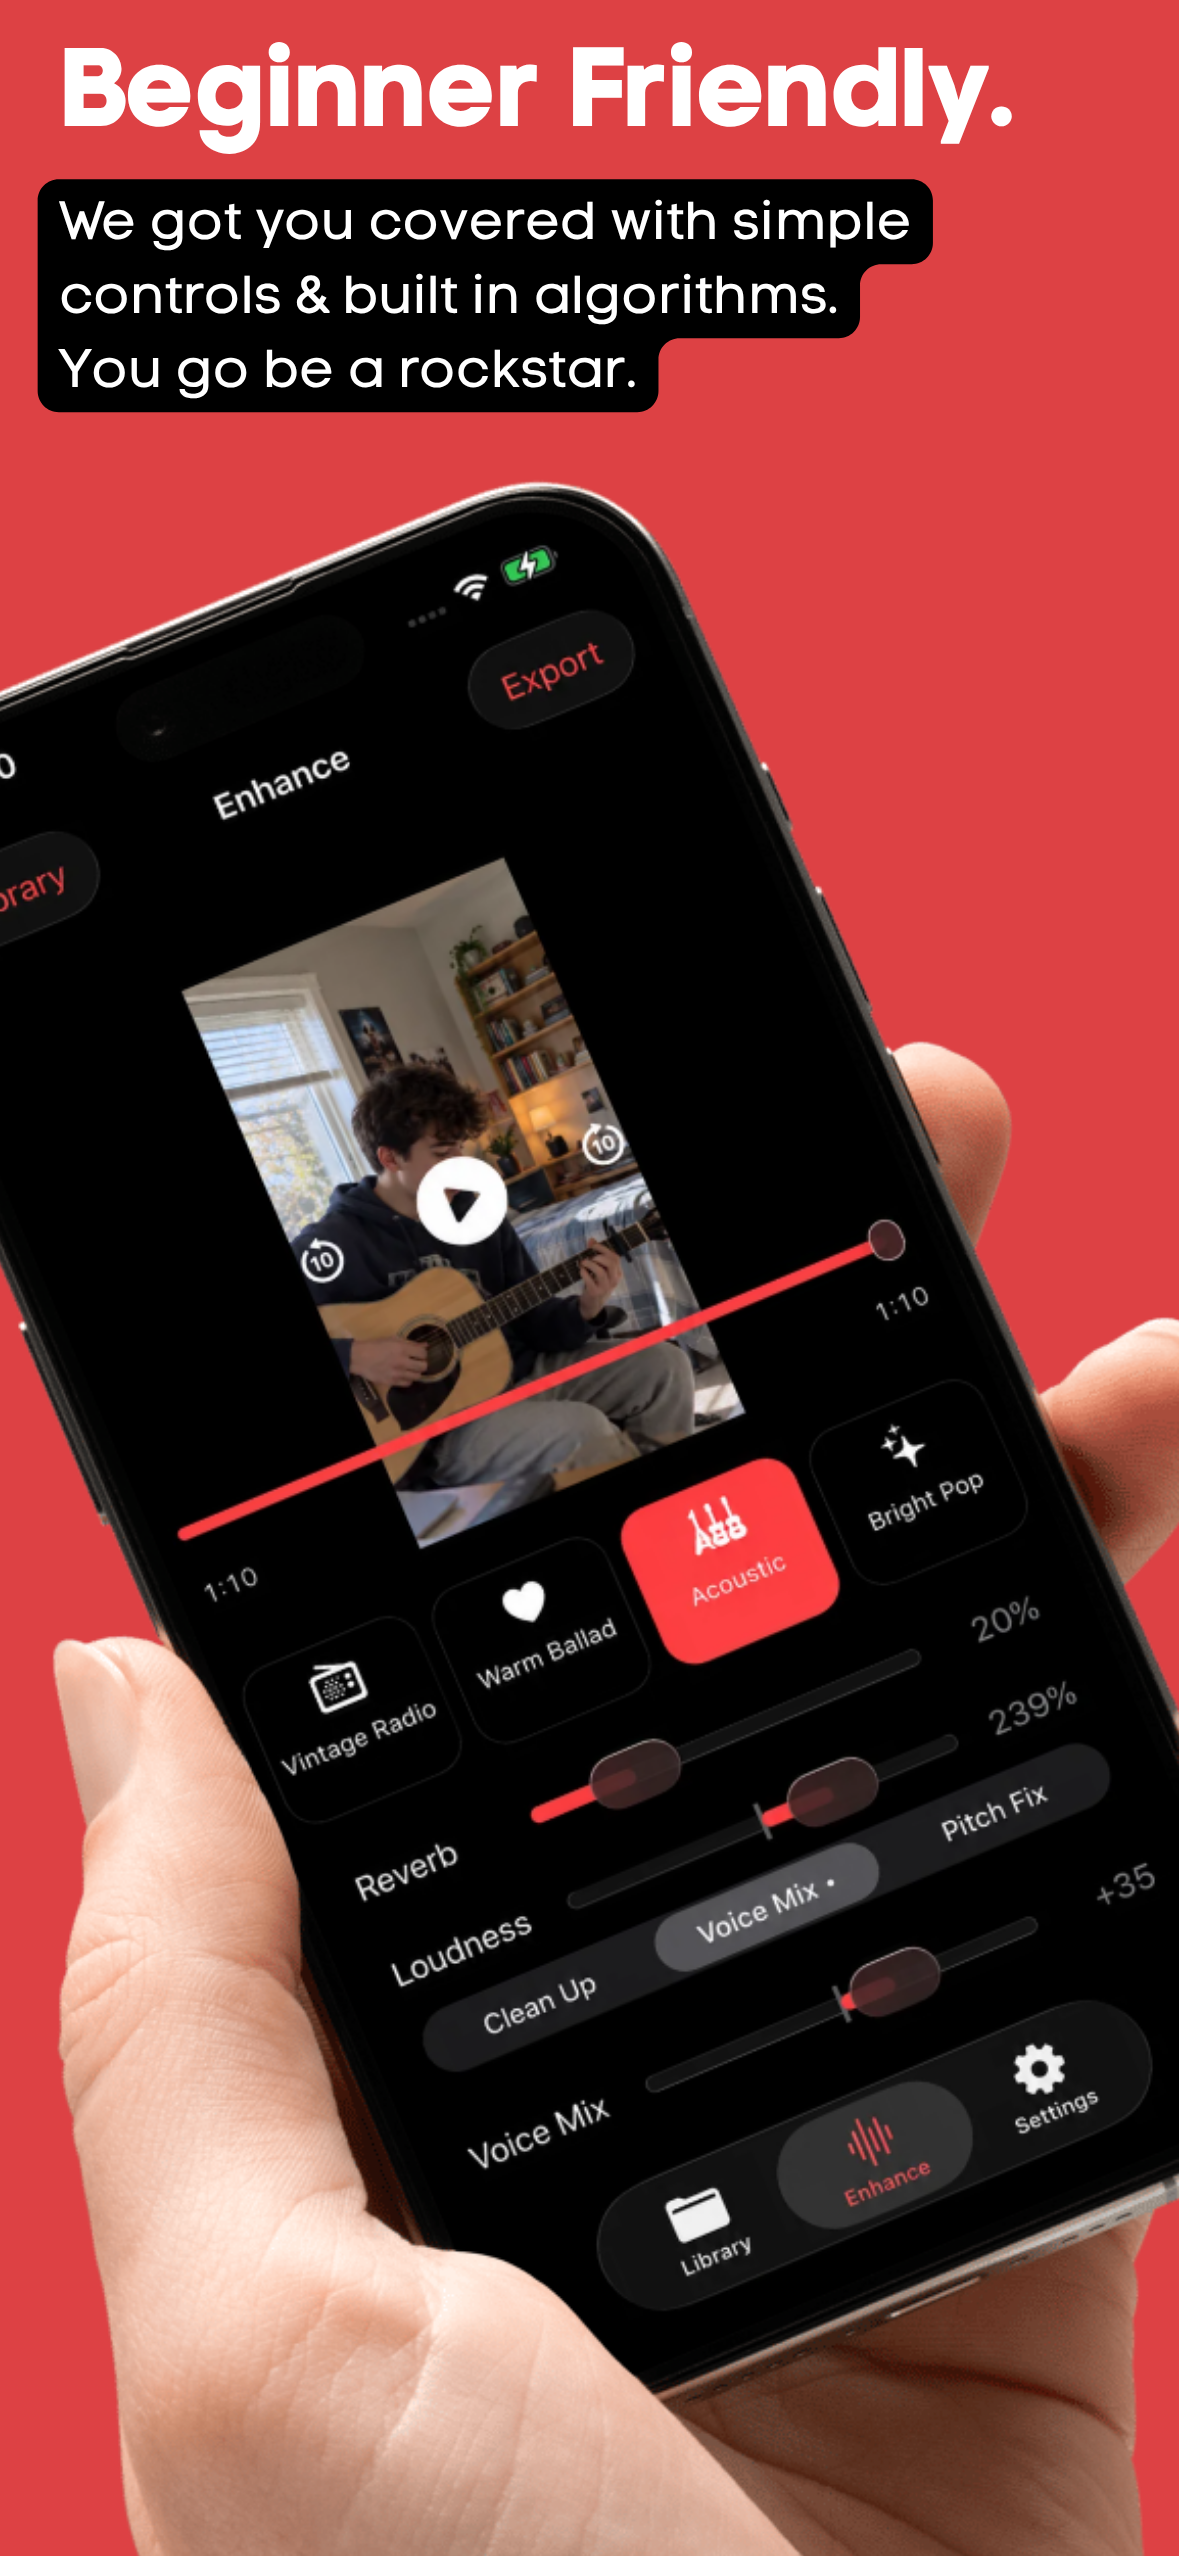 Beginner Friendly.
We got you covered with simple
controls & built in algorithms.
You go be a rockstar.
Export
Enhance
10
10
1:10
1:10
Vintage Radio
Warm Ballad
Acoustic
Bright Pop
Reverb
20%
Loudness
239%
Clean Up
Voice Mix •
Pitch Fix
Voice Mix
+35
Library
Enhance
Settings